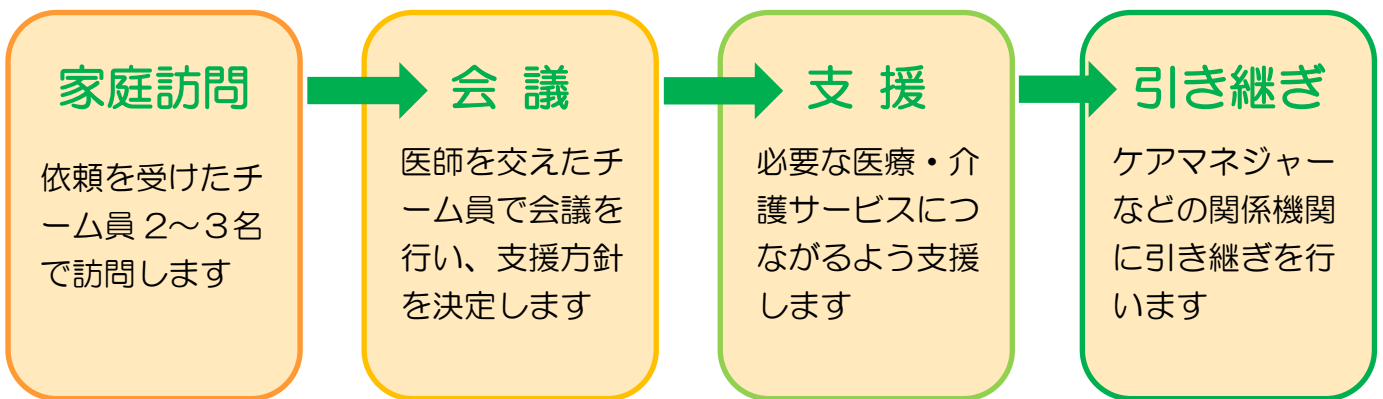 家庭訪問
依頼を受けたチ
ーム員 2～３名
で訪問します
会 議
医師を交えたチ
ーム員で会議を
行い、支援方針
を決定します
支 援
必要な医療・介
護サービスにつ
ながるよう支援
します
引き継ぎ
ケアマネジャー
などの関係機関
に引き継ぎを行
います